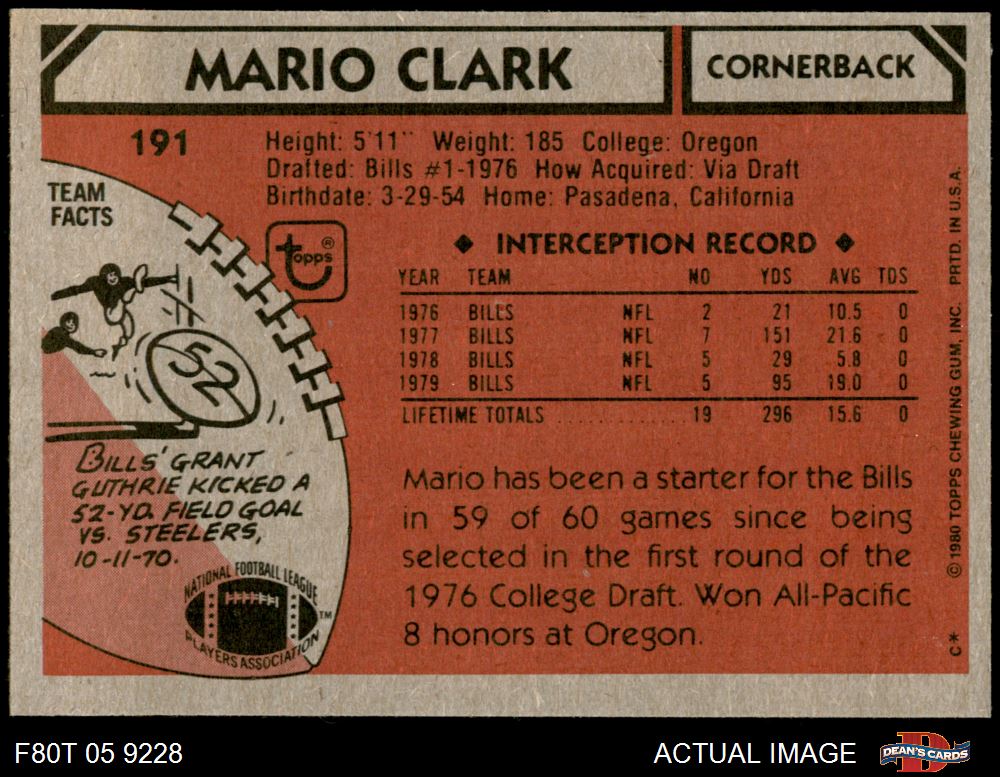 MARIO CLARK
CORNERBACK
191
Height: 5'11" Weight: 185 College: Oregon
Drafted: Bills #1-1976 How Acquired: Via Draft
Birthdate: 3-29-54 Home: Pasadena, California
TEAM
FACTS
topps®
◆ INTERCEPTION RECORD ◆
YEAR TEAM NO YDS AVG TDS
1976 BILLS NFL 2 21 10.5 0
1977 BILLS NFL 7 151 21.6 0
1978 BILLS NFL 5 29 5.8 0
1979 BILLS NFL 5 95 19.0 0
LIFETIME TOTALS ............ 19 296 15.6 0
52
BILLS' GRANT
GUTHRIE KICKED A
52-YD. FIELD GOAL
VS. STEELERS,
10-11-70.
NATIONAL FOOTBALL LEAGUE
PLAYERS ASSOCIATION
TM
Mario has been a starter for the Bills
in 59 of 60 games since being
selected in the first round of the
1976 College Draft. Won All-Pacific
8 honors at Oregon.
© 1980 TOPPS CHEWING GUM, INC. PRTD. IN U.S.A.
C*
F80T 05 9228
ACTUAL IMAGE
D
DEAN'S CARDS